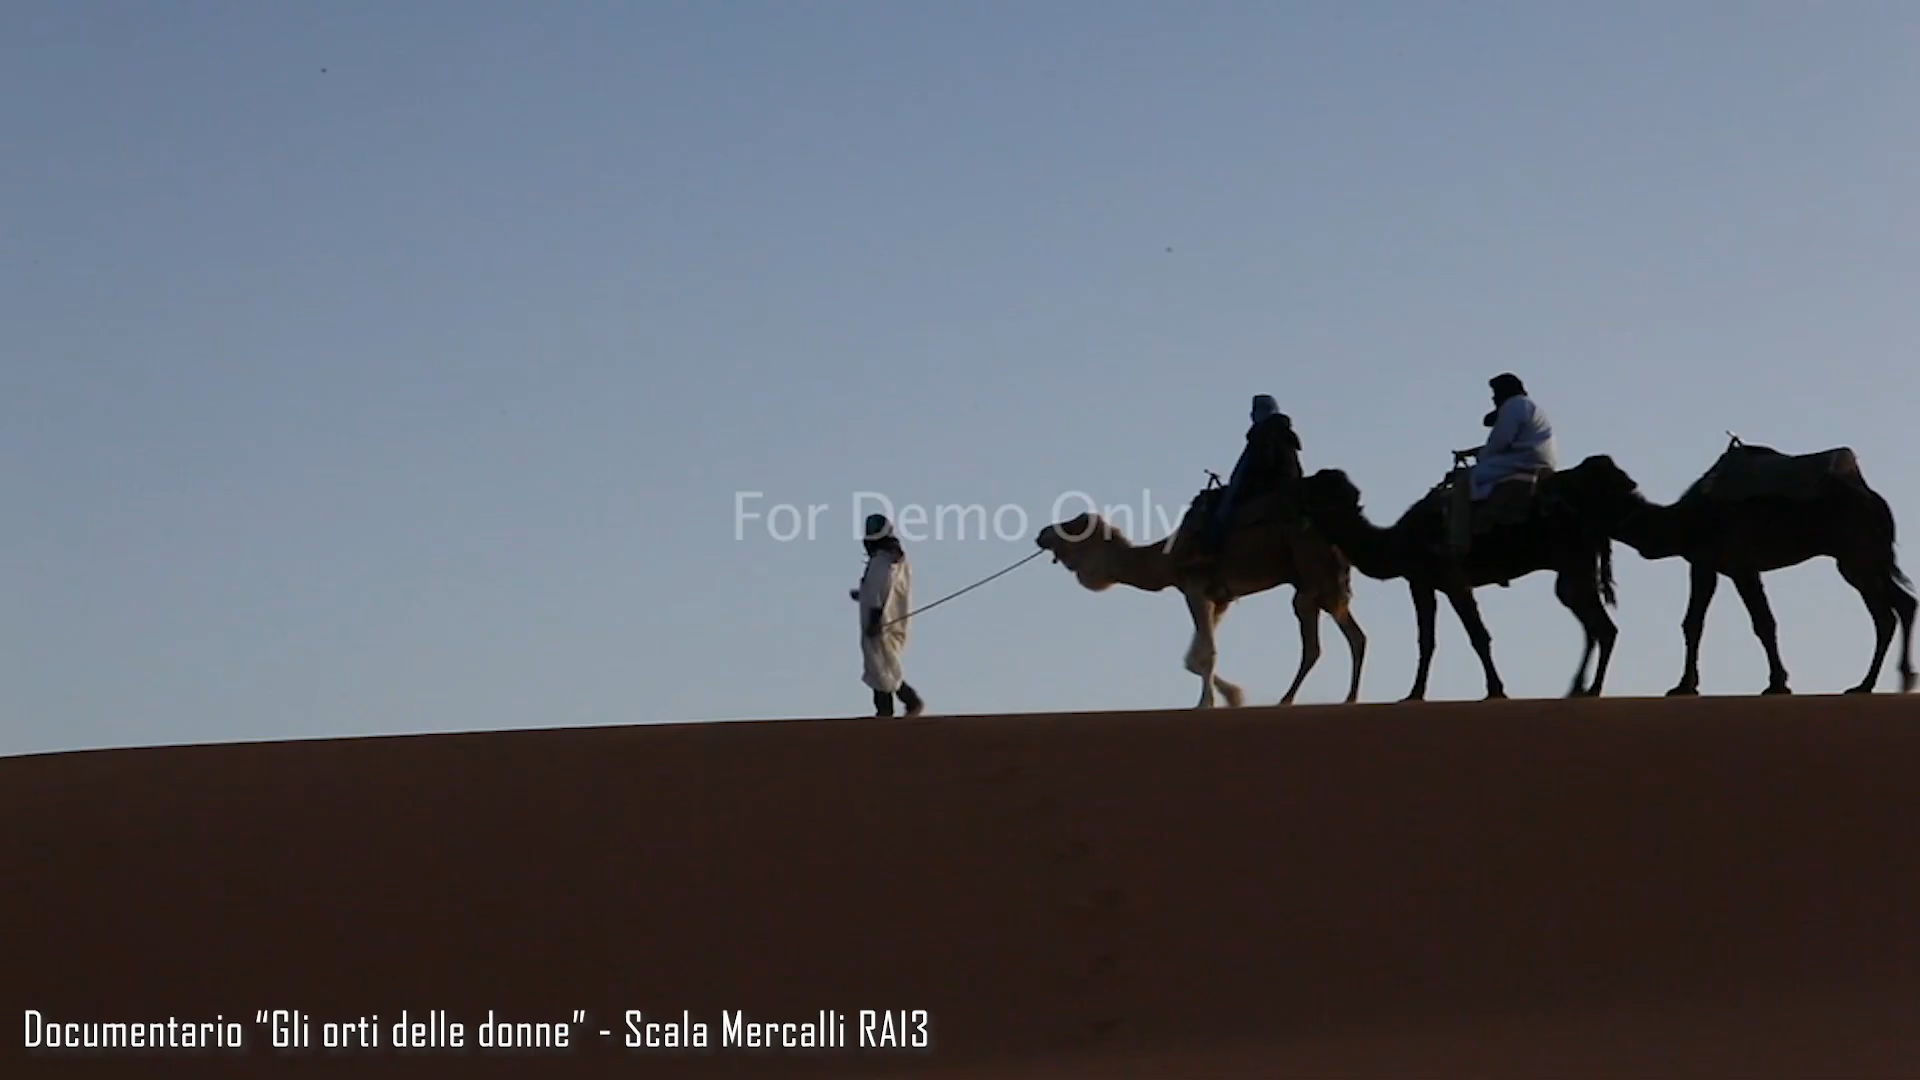 For Demo Only
Documentario “Gli orti delle donne” - Scala Mercalli RAI3